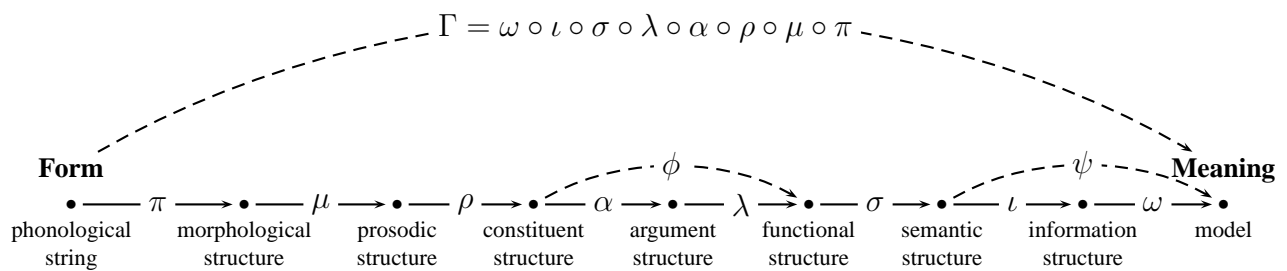 Γ = ω ∘ ι ∘ σ ∘ λ ∘ α ∘ ρ ∘ μ ∘ π
Form Meaning
ϕ ψ
π μ ρ α λ σ ι ω
phonological morphological prosodic constituent argument functional semantic information model
string structure structure structure structure structure structure structure